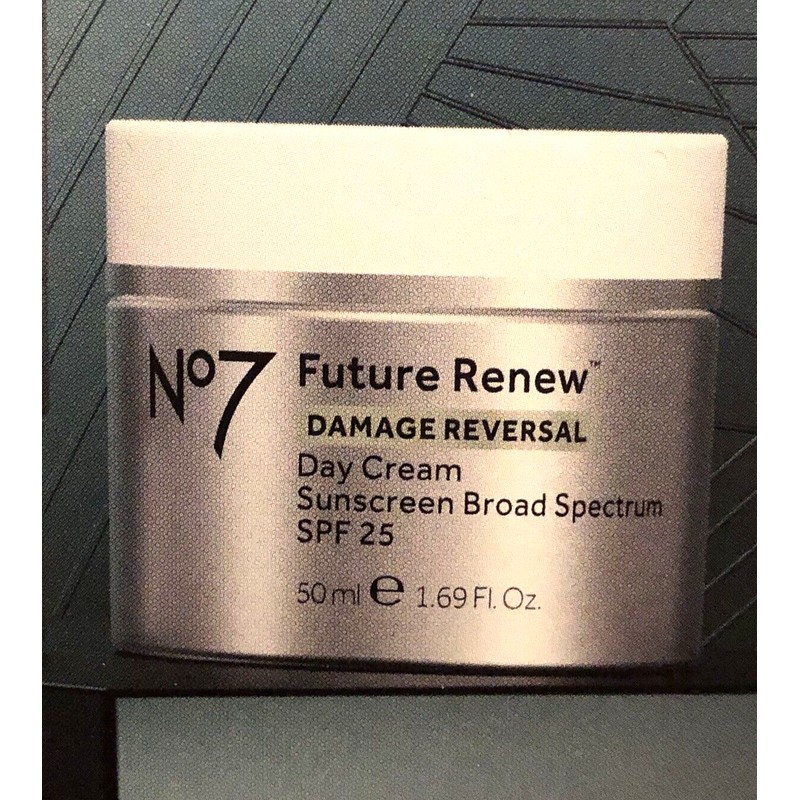 No7
Future Renew™
DAMAGE REVERSAL
Day Cream
Sunscreen Broad Spectrum
SPF 25
50 ml ℮ 1.69 Fl. Oz.